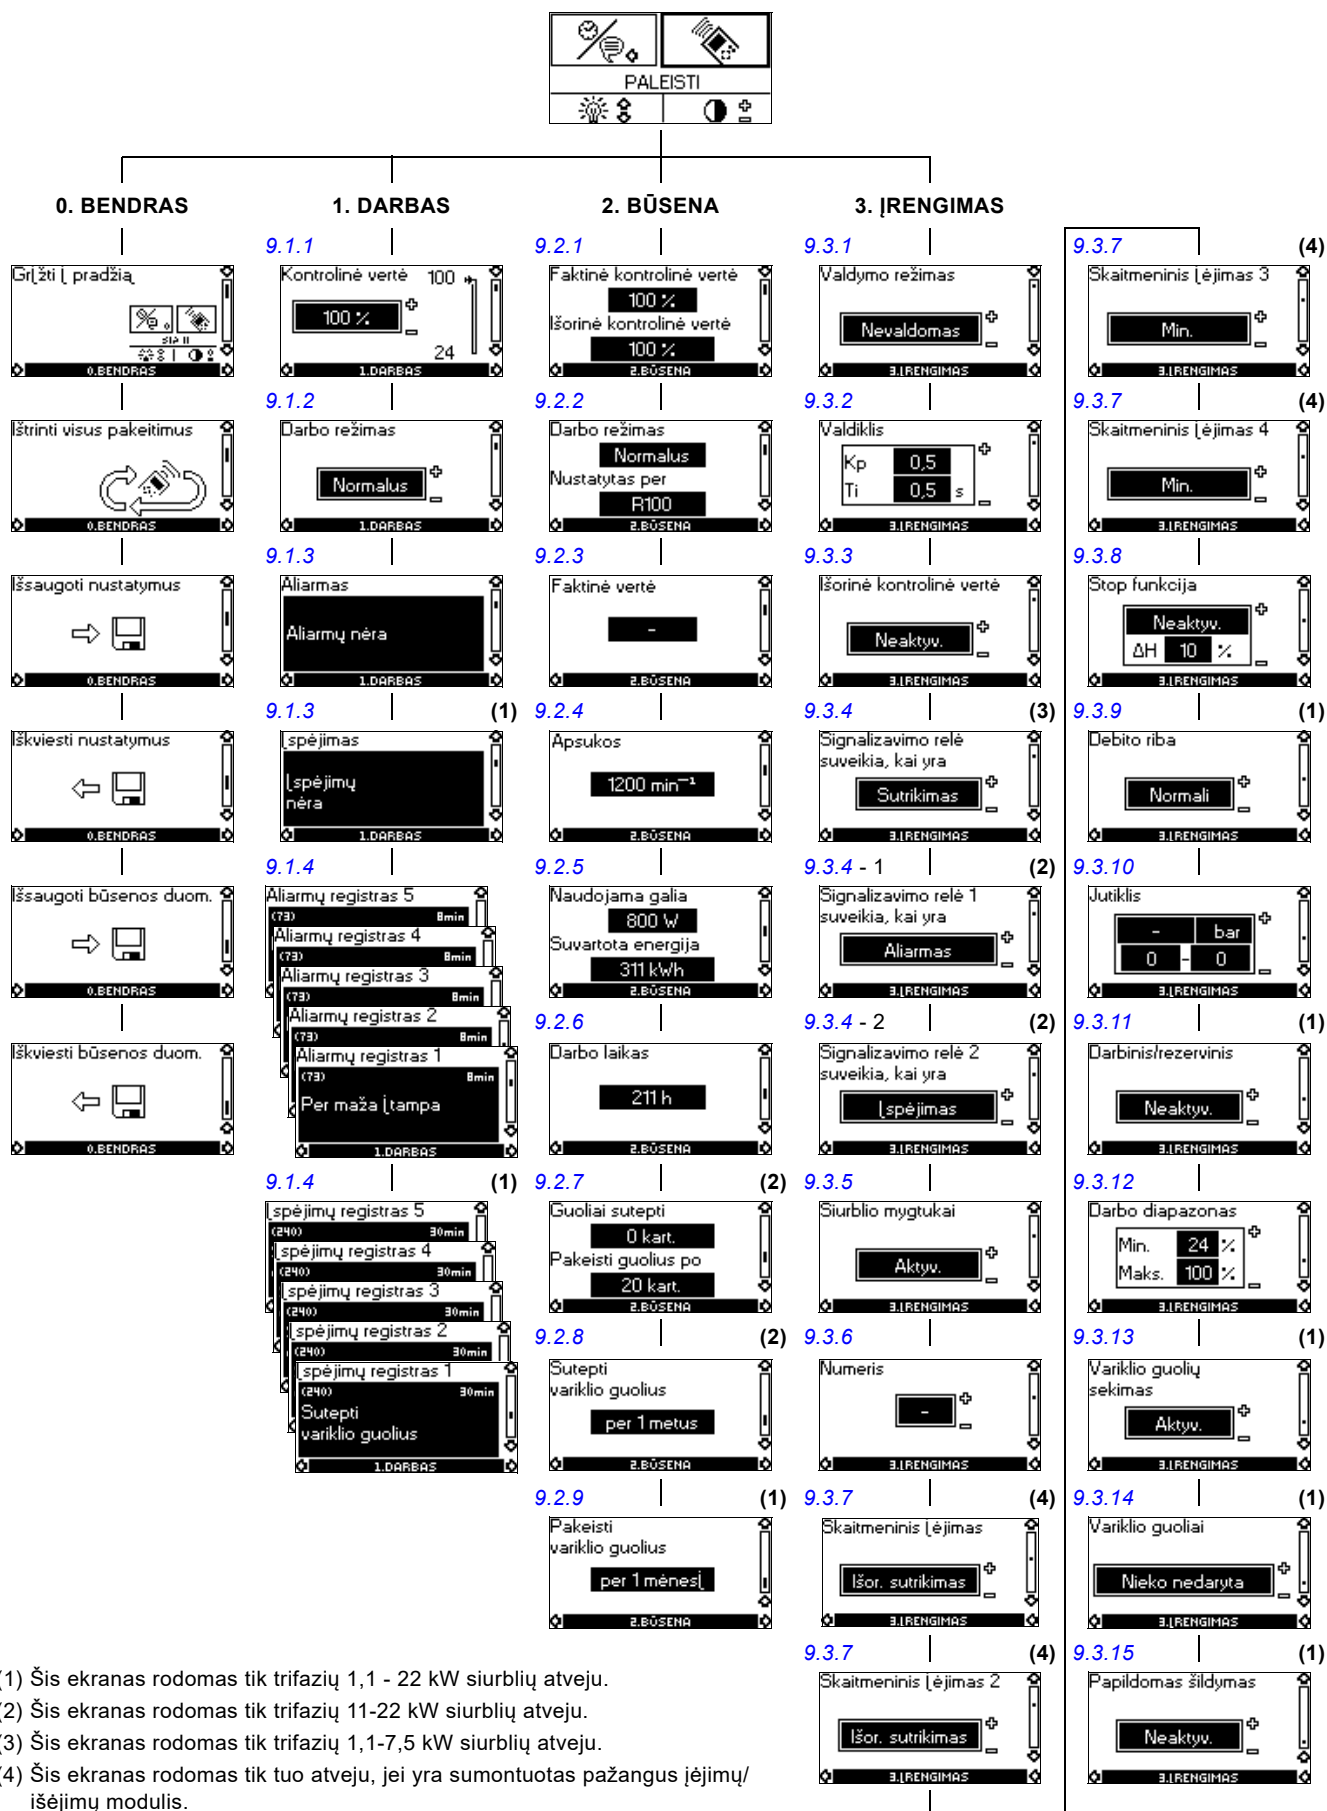 PALEISTI
0. BENDRAS
Grįžti į pradžią
0.BENDRAS
Ištrinti visus pakeitimus
0.BENDRAS
Išsaugoti nustatymus
0.BENDRAS
Iškviesti nustatymus
0.BENDRAS
Išsaugoti būsenos duom.
0.BENDRAS
Iškviesti būsenos duom.
0.BENDRAS
1. DARBAS
9.1.1
Kontrolinė vertė
100
100 %
24
1.DARBAS
9.1.2
Darbo režimas
Normalus
1.DARBAS
9.1.3
Aliarmas
Aliarmų nėra
1.DARBAS
9.1.3 (1)
Įspėjimas
Įspėjimų
nėra
1.DARBAS
9.1.4
Aliarmų registras 5
(73) 8min
Aliarmų registras 4
(73) 8min
Aliarmų registras 3
(73) 8min
Aliarmų registras 2
(73) 8min
Aliarmų registras 1
(73) 8min
Per maža įtampa
1.DARBAS
9.1.4 (1)
Įspėjimų registras 5
(240) 30min
Įspėjimų registras 4
(240) 30min
Įspėjimų registras 3
(240) 30min
Įspėjimų registras 2
(240) 30min
Įspėjimų registras 1
(240) 30min
Sutepti
variklio guolius
1.DARBAS
2. BŪSENA
9.2.1
Faktinė kontrolinė vertė
100 %
Išorinė kontrolinė vertė
100 %
2.BŪSENA
9.2.2
Darbo režimas
Normalus
Nustatytas per
R100
2.BŪSENA
9.2.3
Faktinė vertė
-
2.BŪSENA
9.2.4
Apsukos
1200 min⁻¹
2.BŪSENA
9.2.5
Naudojama galia
800 W
Suvartota energija
311 kWh
2.BŪSENA
9.2.6
Darbo laikas
211 h
2.BŪSENA
9.2.7 (2)
Guoliai sutepti
0 kart.
Pakeisti guolius po
20 kart.
2.BŪSENA
9.2.8 (2)
Sutepti
variklio guolius
per 1 metus
2.BŪSENA
9.2.9 (1)
Pakeisti
variklio guolius
per 1 mėnesį
2.BŪSENA
3. ĮRENGIMAS
9.3.1
Valdymo režimas
Nevaldomas
3.ĮRENGIMAS
9.3.2
Valdiklis
Kp 0,5
Ti 0,5 s
3.ĮRENGIMAS
9.3.3
Išorinė kontrolinė vertė
Neaktyv.
3.ĮRENGIMAS
9.3.4 (3)
Signalizavimo relė
suveikia, kai yra
Sutrikimas
3.ĮRENGIMAS
9.3.4 - 1 (2)
Signalizavimo relė 1
suveikia, kai yra
Aliarmas
3.ĮRENGIMAS
9.3.4 - 2 (2)
Signalizavimo relė 2
suveikia, kai yra
Įspėjimas
3.ĮRENGIMAS
9.3.5
Siurblio mygtukai
Aktyv.
3.ĮRENGIMAS
9.3.6
Numeris
-
3.ĮRENGIMAS
9.3.7 (4)
Skaitmeninis įėjimas
Išor. sutrikimas
3.ĮRENGIMAS
9.3.7 (4)
Skaitmeninis įėjimas 2
Išor. sutrikimas
3.ĮRENGIMAS
9.3.7 (4)
Skaitmeninis įėjimas 3
Min.
3.ĮRENGIMAS
9.3.7 (4)
Skaitmeninis įėjimas 4
Min.
3.ĮRENGIMAS
9.3.8
Stop funkcija
Neaktyv.
ΔH 10 %
3.ĮRENGIMAS
9.3.9 (1)
Debito riba
Normali
3.ĮRENGIMAS
9.3.10
Jutiklis
- bar
0 - 0
3.ĮRENGIMAS
9.3.11 (1)
Darbinis/rezervinis
Neaktyv.
3.ĮRENGIMAS
9.3.12
Darbo diapazonas
Min. 24 %
Maks. 100 %
3.ĮRENGIMAS
9.3.13 (1)
Variklio guolių
sekimas
Aktyv.
3.ĮRENGIMAS
9.3.14 (1)
Variklio guoliai
Nieko nedaryta
3.ĮRENGIMAS
9.3.15 (1)
Papildomas šildymas
Neaktyv.
3.ĮRENGIMAS
(1) Šis ekranas rodomas tik trifazių 1,1 - 22 kW siurblių atveju.
(2) Šis ekranas rodomas tik trifazių 11-22 kW siurblių atveju.
(3) Šis ekranas rodomas tik trifazių 1,1-7,5 kW siurblių atveju.
(4) Šis ekranas rodomas tik tuo atveju, jei yra sumontuotas pažangus įėjimų/
išėjimų modulis.